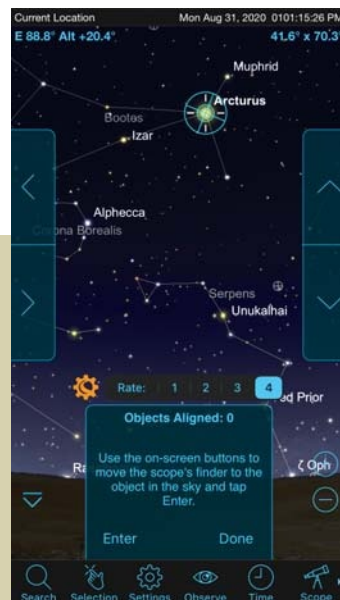 Current Location Mon Aug 31, 2020 0101:15:26 PM
E 88.8° Alt +20.4° 41.6° x 70.3°
Muphrid
Arcturus
Bootes
Izar
Alphecca
Corona Borealis
Serpens
Unukalhai
Rate: 1 2 3 4
ed Prior
Objects Aligned: 0
Use the on-screen buttons to
move the scope's finder to the
object in the sky and tap
Enter.
Ra
ζ Oph
Enter Done
Search Selection Settings Observe Time Scope